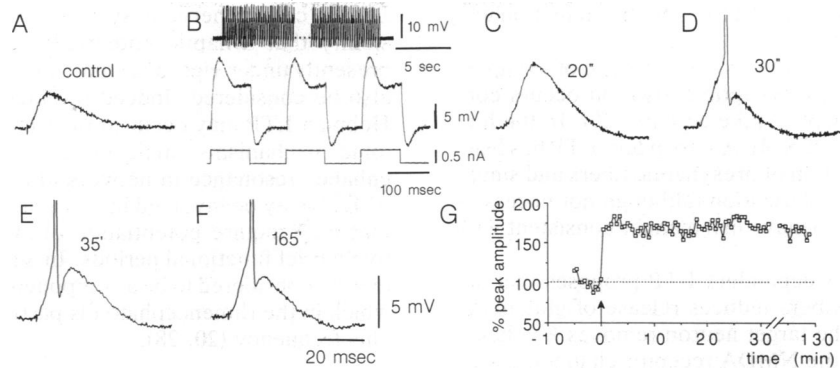 A
control
B
10 mV
5 sec
5 mV
0.5 nA
100 msec
C
20"
D
30"
E
35'
F
165'
5 mV
20 msec
G
% peak amplitude
200
150
100
50
-10 0 10 20 30 130
time (min)